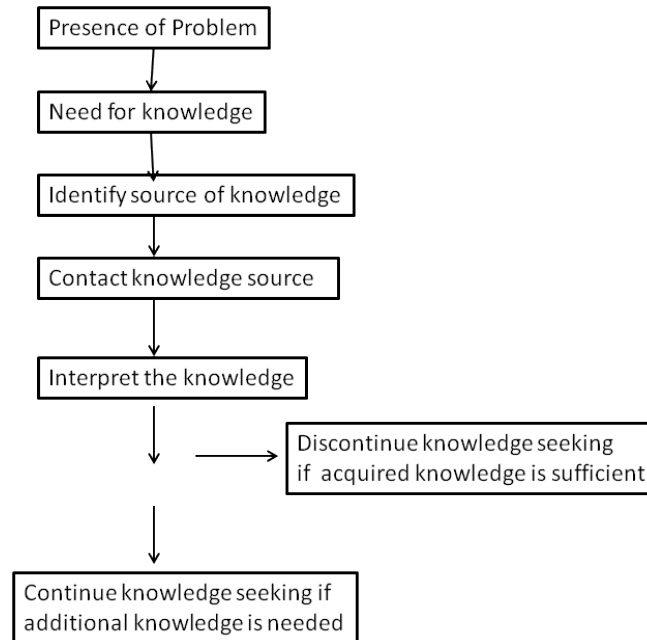 Presence of Problem
Need for knowledge
Identify source of knowledge
Contact knowledge source
Interpret the knowledge
Discontinue knowledge seeking
if acquired knowledge is sufficient
Continue knowledge seeking if
additional knowledge is needed